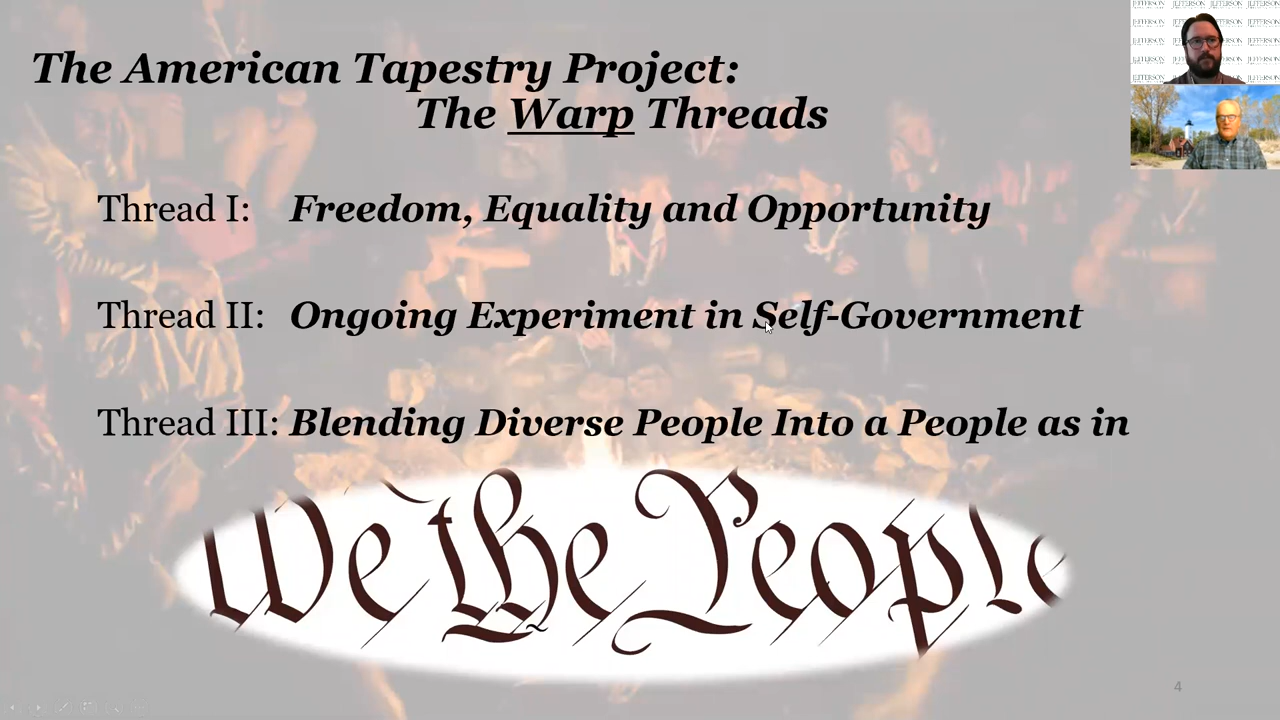 The American Tapestry Project:
The Warp Threads
Thread I: Freedom, Equality and Opportunity
Thread II: Ongoing Experiment in Self-Government
Thread III: Blending Diverse People Into a People as in
We the People
4